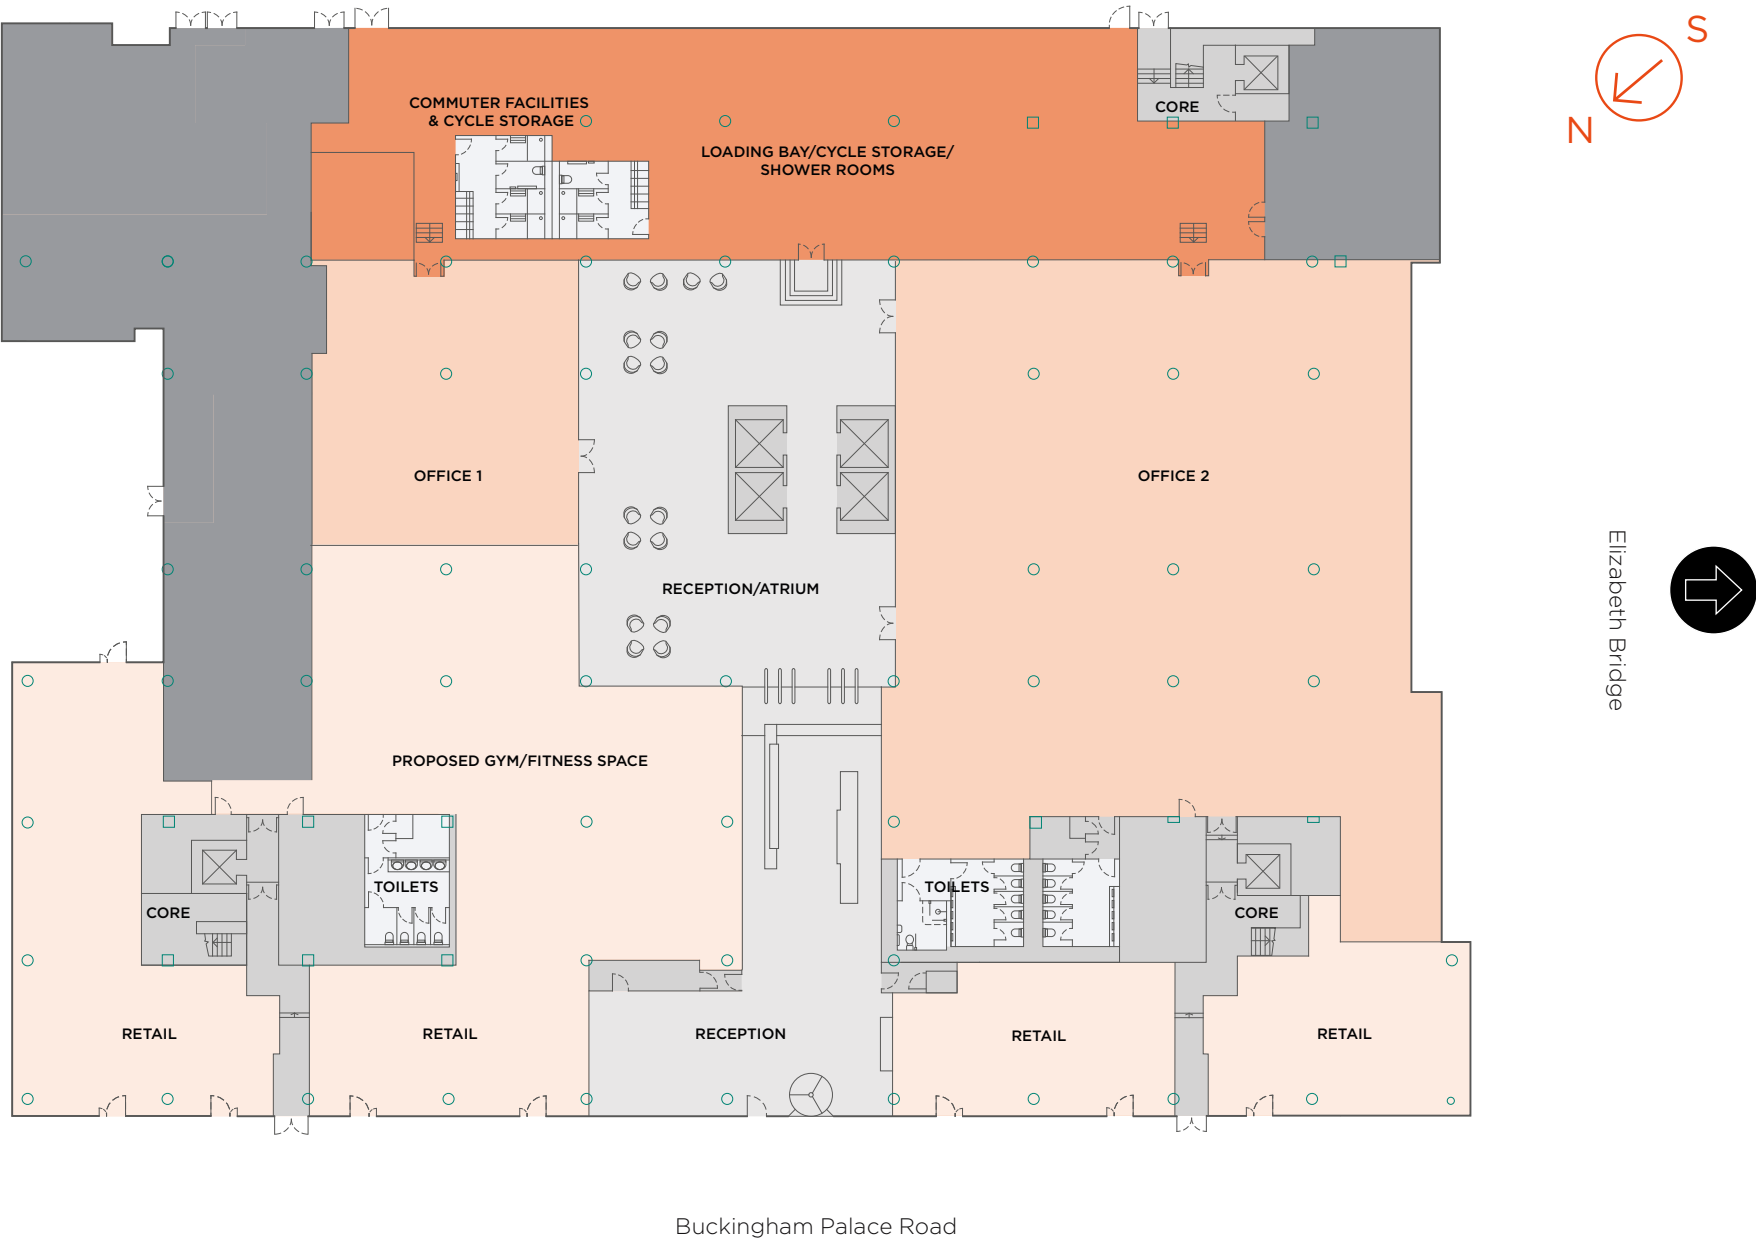 S
N
COMMUTER FACILITIES
& CYCLE STORAGE
CORE
LOADING BAY/CYCLE STORAGE/
SHOWER ROOMS
OFFICE 1
OFFICE 2
RECEPTION/ATRIUM
Elizabeth Bridge
PROPOSED GYM/FITNESS SPACE
TOILETS
TOILETS
CORE
CORE
RETAIL
RETAIL
RECEPTION
RETAIL
RETAIL
Buckingham Palace Road